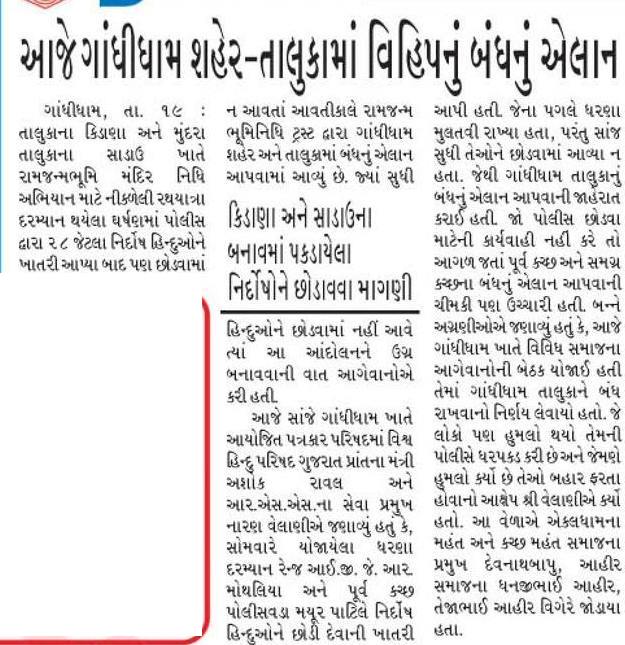 આજે ગાંધીધામ શહેર-તાલુકામાં વિહિપનું બંધનું એલાન
ગાંધીધામ, તા. ૧૯ :
તાલુકાના કિડાણા અને મુંદરા
તાલુકાના સાડાઉ ખાતે
રામજન્મભૂમિ મંદિર નિધિ
અભિયાન માટે નીકળેલી રથયાત્રા
દરમ્યાન થયેલા ઘર્ષણમાં પોલીસ
દ્વારા ૨૮ જેટલા નિર્દોષ હિન્દુઓને
ખાતરી આપ્યા બાદ પણ છોડવામાં
ન આવતાં આવતીકાલે રામજન્મ
ભૂમિનિધિ ટ્રસ્ટ દ્વારા ગાંધીધામ
શહેર અને તાલુકામાં બંધનું એલાન
આપવામાં આવ્યું છે. જ્યાં સુધી
કિડાણા અને સાડાઉના
બનાવમાં પકડાયેલા
નિર્દોષોને છોડાવવા માગણી
હિન્દુઓને છોડવામાં નહીં આવે
ત્યાં આ આંદોલનને ઉગ્ર
બનાવવાની વાત આગેવાનોએ
કરી હતી.
આજે સાંજે ગાંધીધામ ખાતે
આયોજિત પત્રકાર પરિષદમાં વિશ્વ
હિન્દુ પરિષદ ગુજરાત પ્રાંતના મંત્રી
અશોક રાવલ અને
આર.એસ.એસ.ના સેવા પ્રમુખ
નારણ વેલાણીએ જણાવ્યું હતું કે,
સોમવારે યોજાયેલા ધરણા
દરમ્યાન રેન્જ આઈ.જી. જે. આર.
મોથલિયા અને પૂર્વ કચ્છ
પોલીસવડા મયૂર પાટિલે નિર્દોષ
હિન્દુઓને છોડી દેવાની ખાતરી
આપી હતી. જેના પગલે ધરણા
મુલતવી રાખ્યા હતા, પરંતુ સાંજ
સુધી તેઓને છોડવામાં આવ્યા ન
હતા. જેથી ગાંધીધામ તાલુકાનું
બંધનું એલાન આપવાની જાહેરાત
કરાઈ હતી. જો પોલીસ છોડવા
માટેની કાર્યવાહી નહીં કરે તો
આગળ જતાં પૂર્વ કચ્છ અને સમગ્ર
કચ્છના બંધનું એલાન આપવાની
ચીમકી પણ ઉચ્ચારી હતી. બન્ને
અગ્રણીઓએ જણાવ્યું હતું કે, આજે
ગાંધીધામ ખાતે વિવિધ સમાજના
આગેવાનોની બેઠક યોજાઈ હતી
તેમાં ગાંધીધામ તાલુકાને બંધ
રાખવાનો નિર્ણય લેવાયો હતો. જે
લોકો પણ હુમલો થયો તેમની
પોલીસે ધરપકડ કરી છે અને જેમણે
હુમલો કર્યો છે તેઓ બહાર ફરતા
હોવાનો આક્ષેપ શ્રી વેલાણીએ કર્યો
હતો. આ વેળાએ એકલધામના
મહંત અને કચ્છ મહંત સમાજના
પ્રમુખ દેવનાથબાપુ, આહીર
સમાજના ધનજીભાઈ આહીર,
તેજાભાઈ આહીર વિગેરે જોડાયા
હતા.